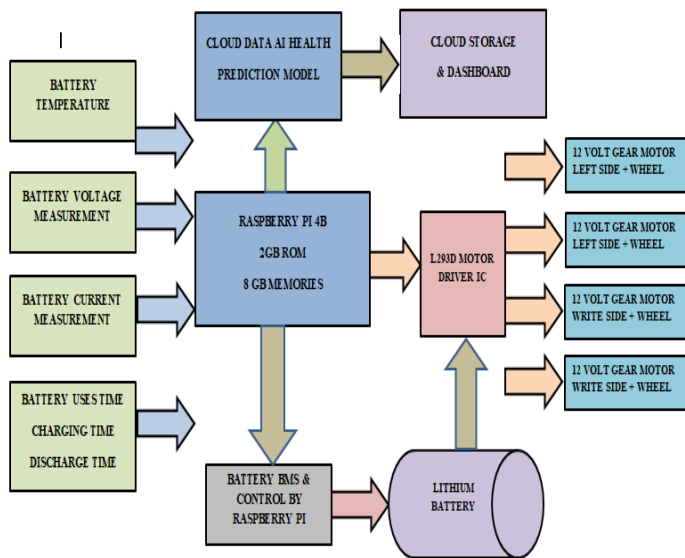 CLOUD DATA AI HEALTH
PREDICTION MODEL
CLOUD STORAGE
& DASHBOARD
BATTERY
TEMPERATURE
BATTERY VOLTAGE
MEASUREMENT
BATTERY CURRENT
MEASUREMENT
BATTERY USES TIME
CHARGING TIME
DISCHARGE TIME
RASPBERRY PI 4B
2GB ROM
8 GB MEMORIES
L293D MOTOR
DRIVER IC
12 VOLT GEAR MOTOR
LEFT SIDE + WHEEL
12 VOLT GEAR MOTOR
LEFT SIDE + WHEEL
12 VOLT GEAR MOTOR
WRITE SIDE + WHEEL
12 VOLT GEAR MOTOR
WRITE SIDE + WHEEL
BATTERY BMS &
CONTROL BY
RASPBERRY PI
LITHIUM
BATTERY